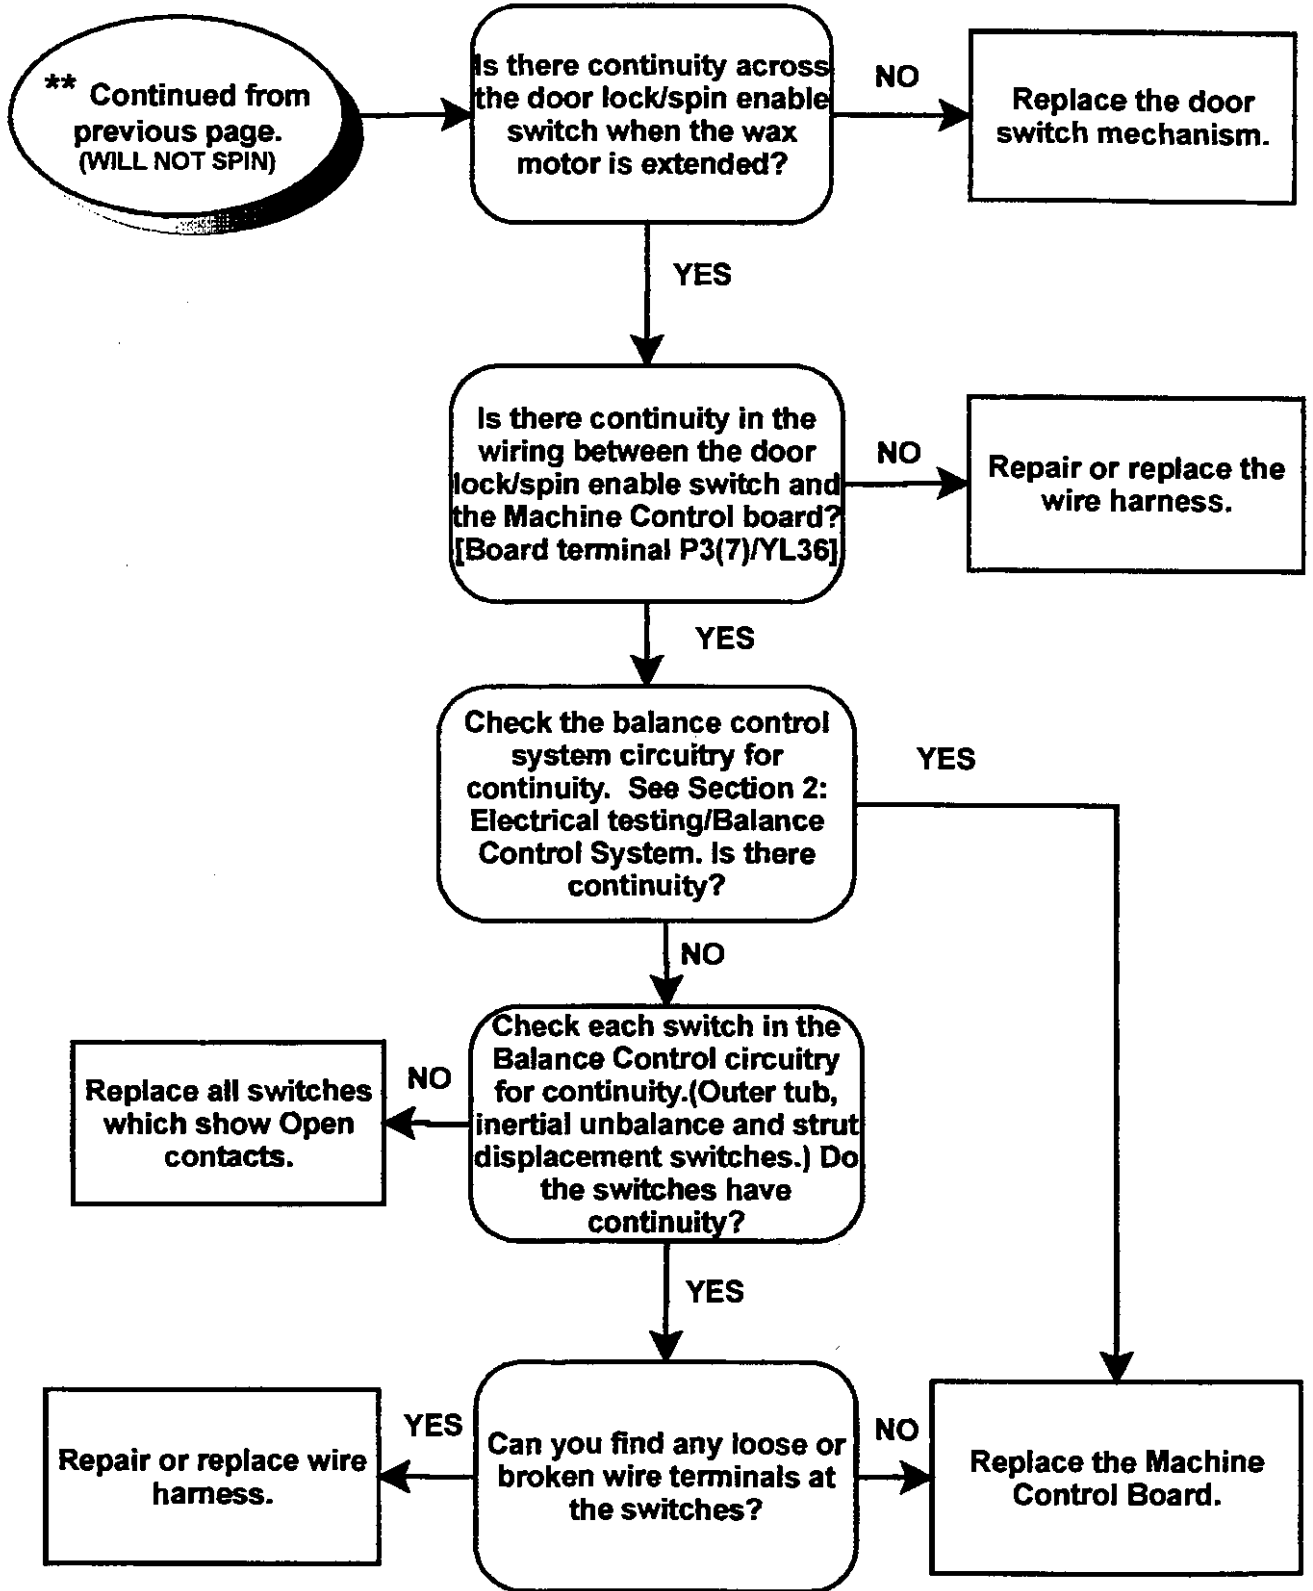 ** Continued from
previous page.
(WILL NOT SPIN)
Is there continuity across
the door lock/spin enable
switch when the wax
motor is extended?
NO
Replace the door
switch mechanism.
YES
Is there continuity in the
wiring between the door
lock/spin enable switch and
the Machine Control board?
[Board terminal P3(7)/YL36]
NO
Repair or replace the
wire harness.
YES
Check the balance control
system circuitry for
continuity. See Section 2:
Electrical testing/Balance
Control System. Is there
continuity?
YES
NO
Check each switch in the
Balance Control circuitry
for continuity.(Outer tub,
inertial unbalance and strut
displacement switches.) Do
the switches have
continuity?
NO
Replace all switches
which show Open
contacts.
YES
Can you find any loose or
broken wire terminals at
the switches?
YES
Repair or replace wire
harness.
NO
Replace the Machine
Control Board.